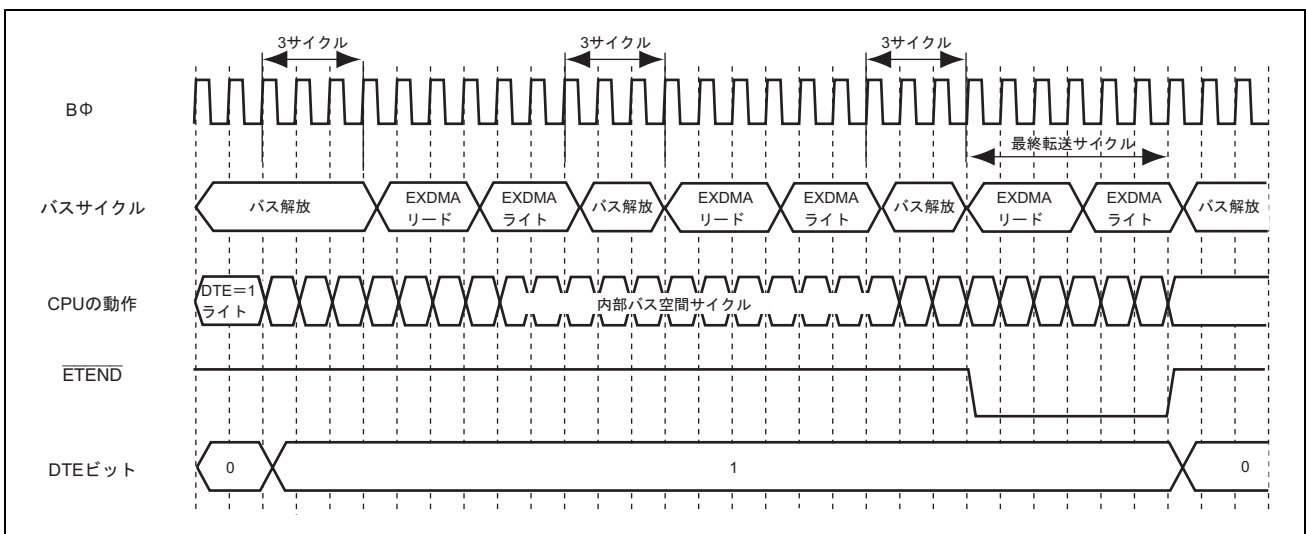 3サイクル 3サイクル 3サイクル
BΦ
最終転送サイクル
バスサイクル
バス解放
EXDMA
リード
EXDMA
ライト
バス解放
EXDMA
リード
EXDMA
ライト
バス解放
EXDMA
リード
EXDMA
ライト
バス解放
CPUの動作
DTE=1
ライト
内部バス空間サイクル
ETEND
DTEビット
0
1
0